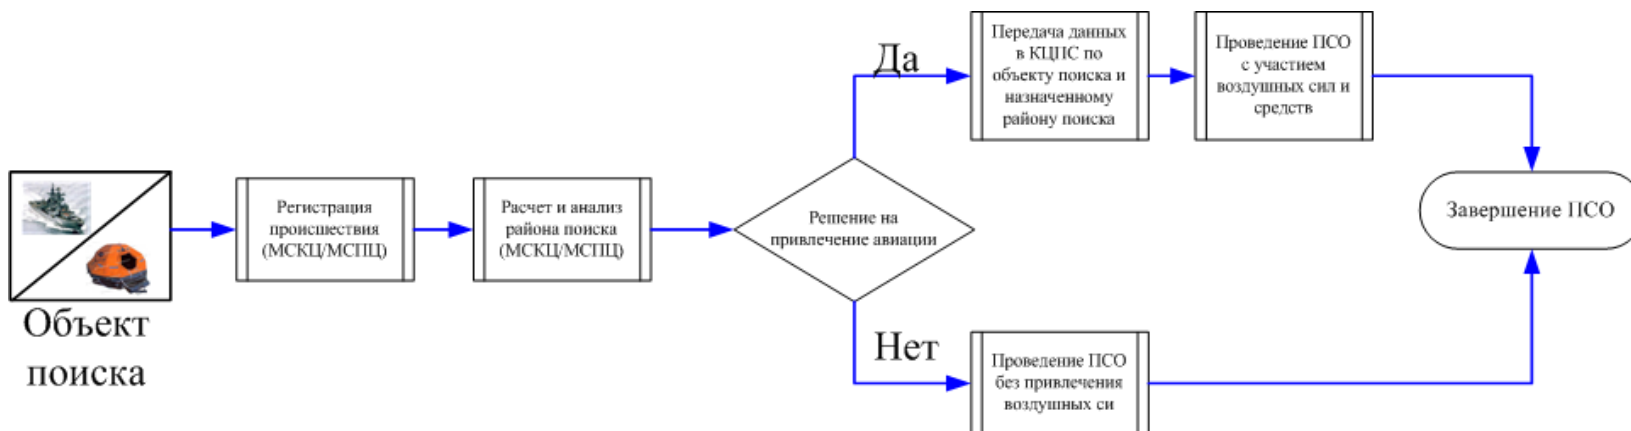 Объект
поиска
Регистрация
происшествия
(МСКЦ/МСПЦ)
Расчет и анализ
района поиска
(МСКЦ/МСПЦ)
Решение на
привлечение авиации
Да
Передача данных
в КЦПС по
объекту поиска и
назначенному
району поиска
Проведение ПСО
с участием
воздушных сил и
средств
Нет
Проведение ПСО
без привлечения
воздушных си
Завершение ПСО